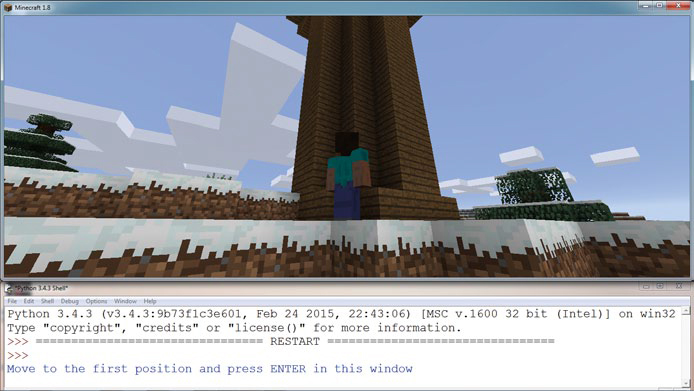 Minecraft 1.8
*Python 3.4.3 Shell*
File Edit Shell Debug Options Window Help
Python 3.4.3 (v3.4.3:9b73f1c3e601, Feb 24 2015, 22:43:06) [MSC v.1600 32 bit (Intel)] on win32
Type "copyright", "credits" or "license()" for more information.
>>> ================================ RESTART ================================
>>>
Move to the first position and press ENTER in this window